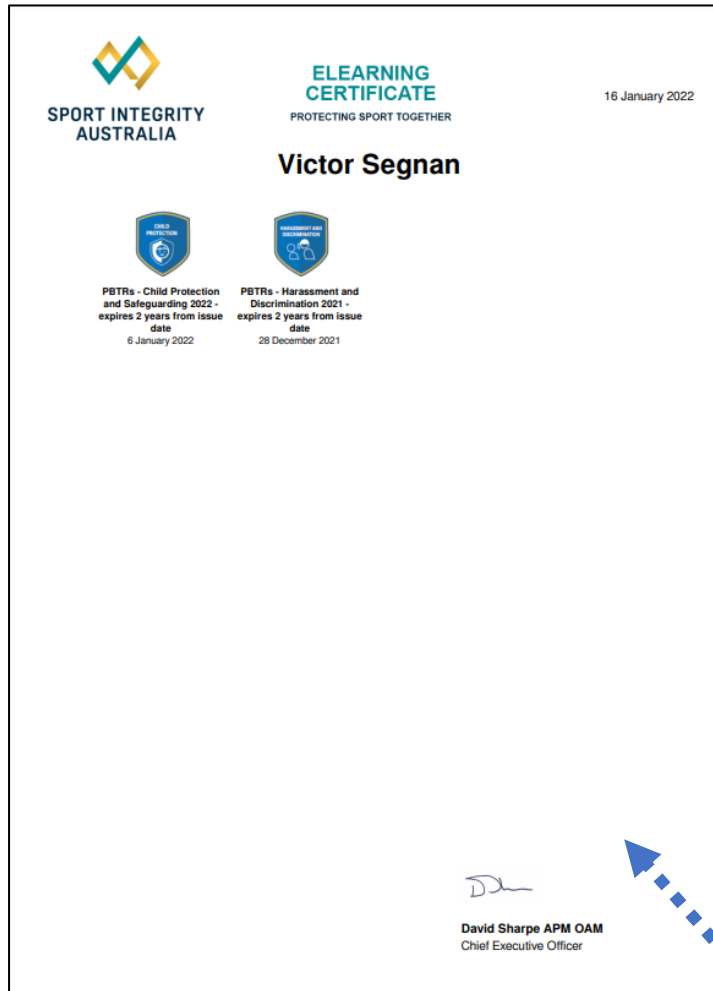 SPORT INTEGRITY
AUSTRALIA
ELEARNING
CERTIFICATE
PROTECTING SPORT TOGETHER
16 January 2022
Victor Segnan
CHILD
PROTECTION
HARASSMENT AND
DISCRIMINATION
PBTRs - Child Protection
and Safeguarding 2022 -
expires 2 years from issue
date
6 January 2022
PBTRs - Harassment and
Discrimination 2021 -
expires 2 years from issue
date
28 December 2021
David Sharpe APM OAM
Chief Executive Officer